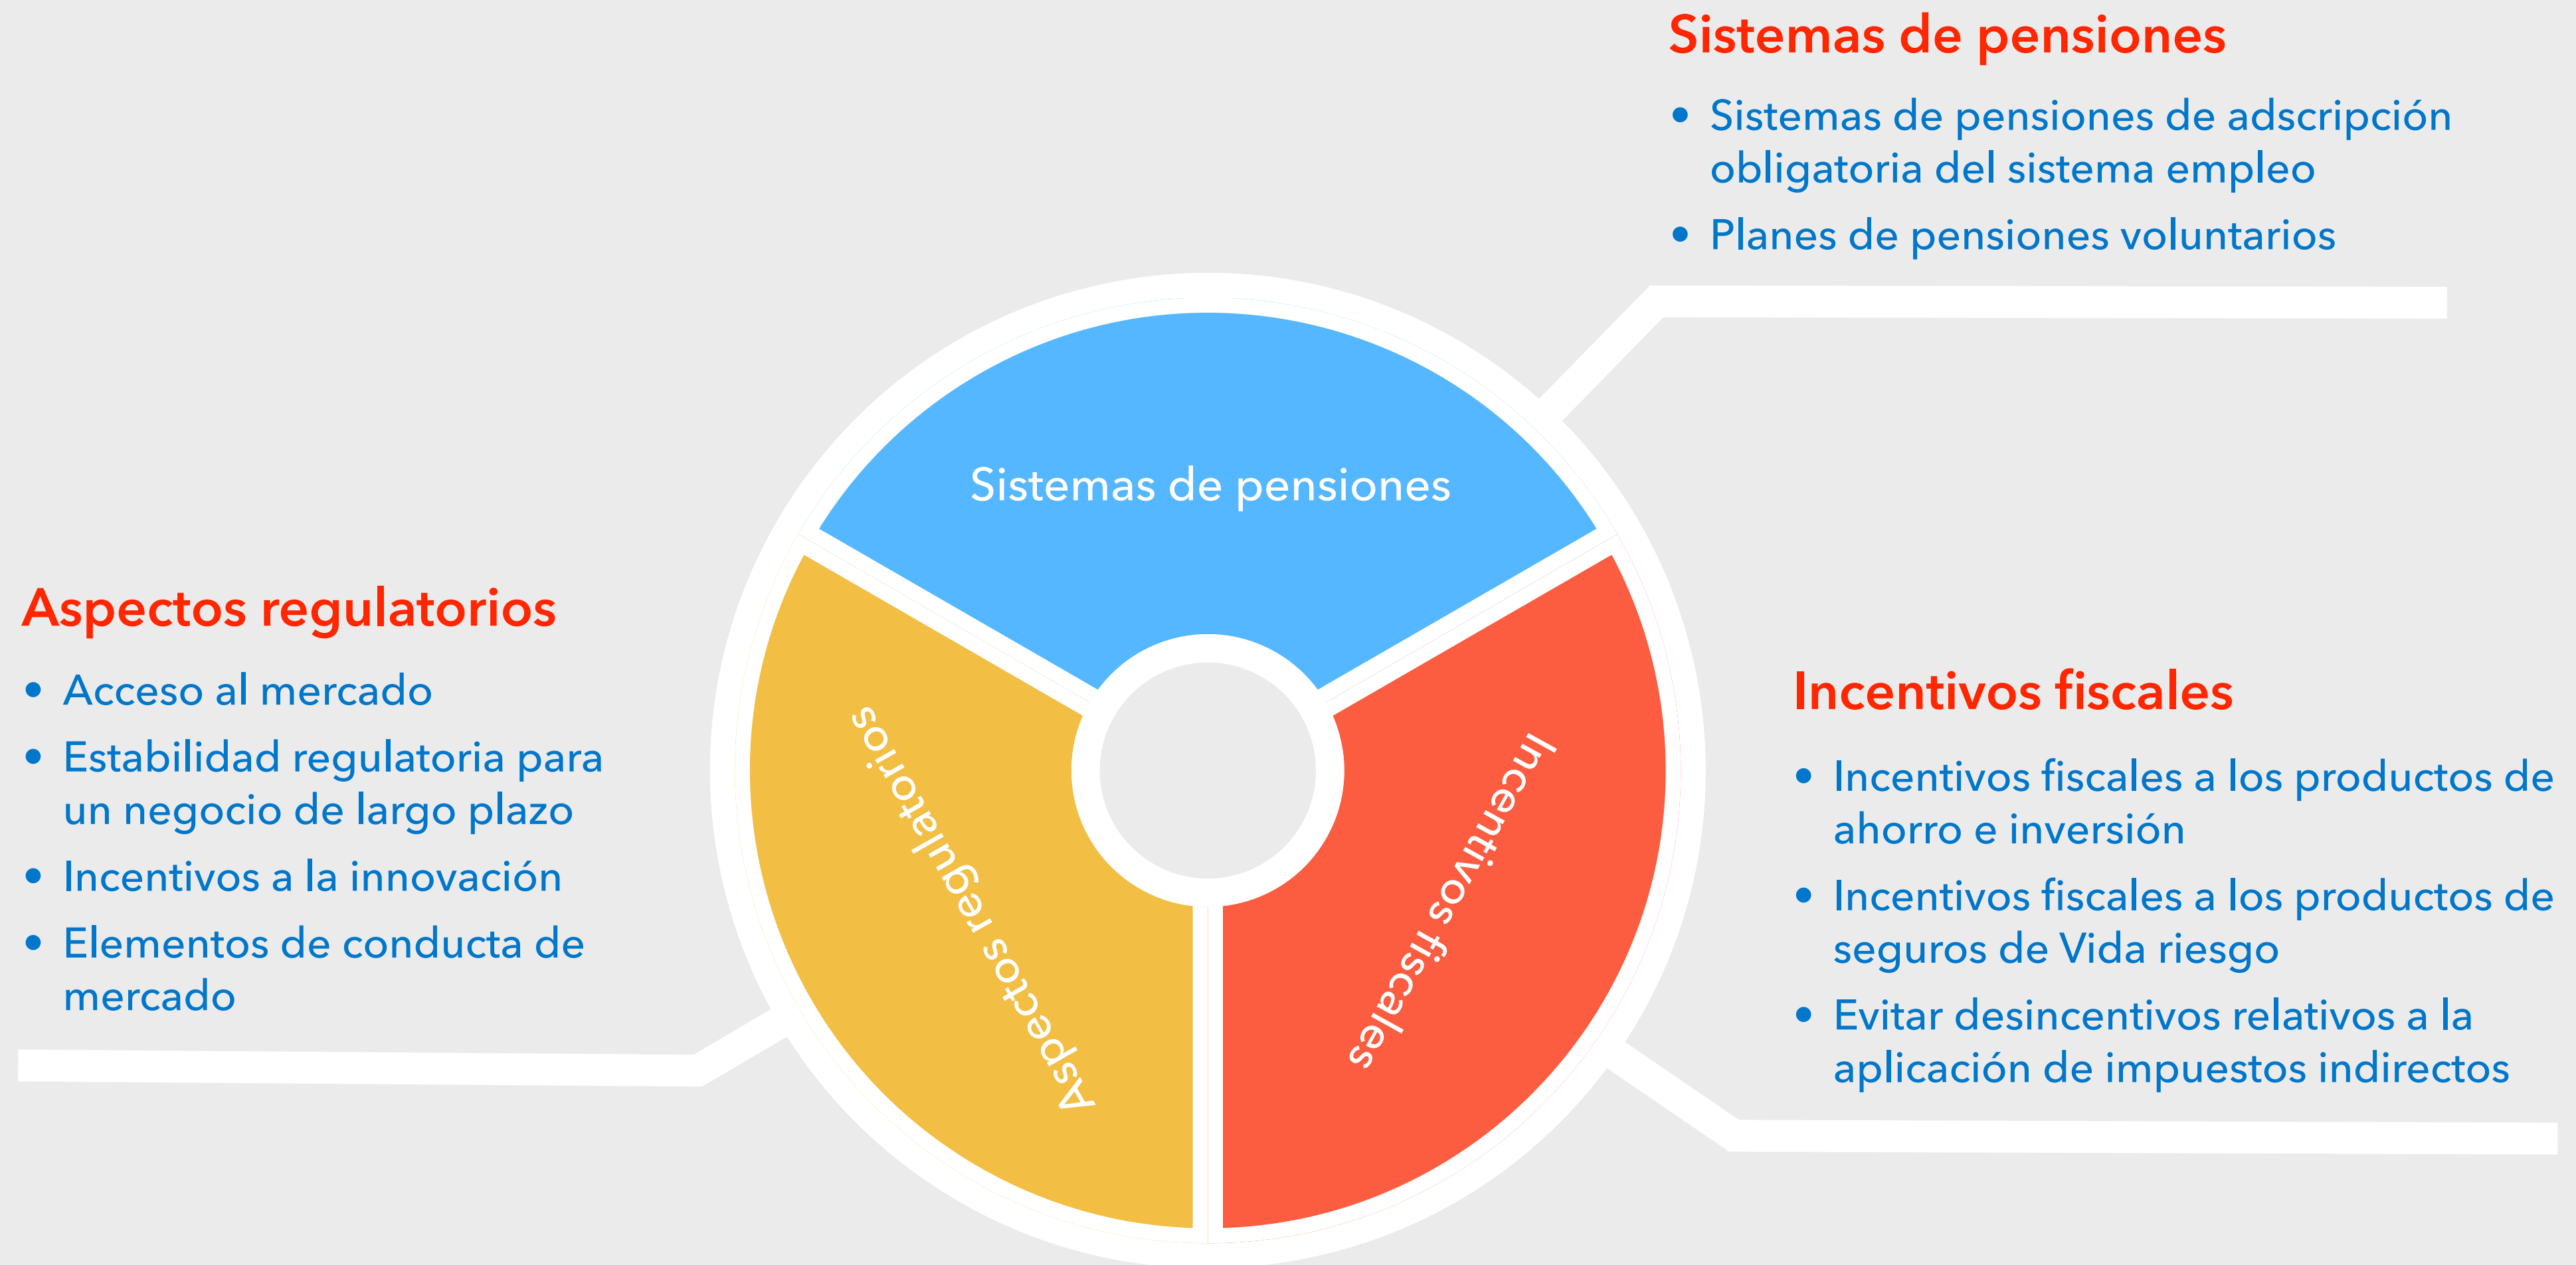 Sistemas de pensiones
• Sistemas de pensiones de adscripción
obligatoria del sistema empleo
• Planes de pensiones voluntarios
Sistemas de pensiones
Aspectos regulatorios
Incentivos fiscales
Aspectos regulatorios
• Acceso al mercado
• Estabilidad regulatoria para
un negocio de largo plazo
• Incentivos a la innovación
• Elementos de conducta de
mercado
Incentivos fiscales
• Incentivos fiscales a los productos de
ahorro e inversión
• Incentivos fiscales a los productos de
seguros de Vida riesgo
• Evitar desincentivos relativos a la
aplicación de impuestos indirectos